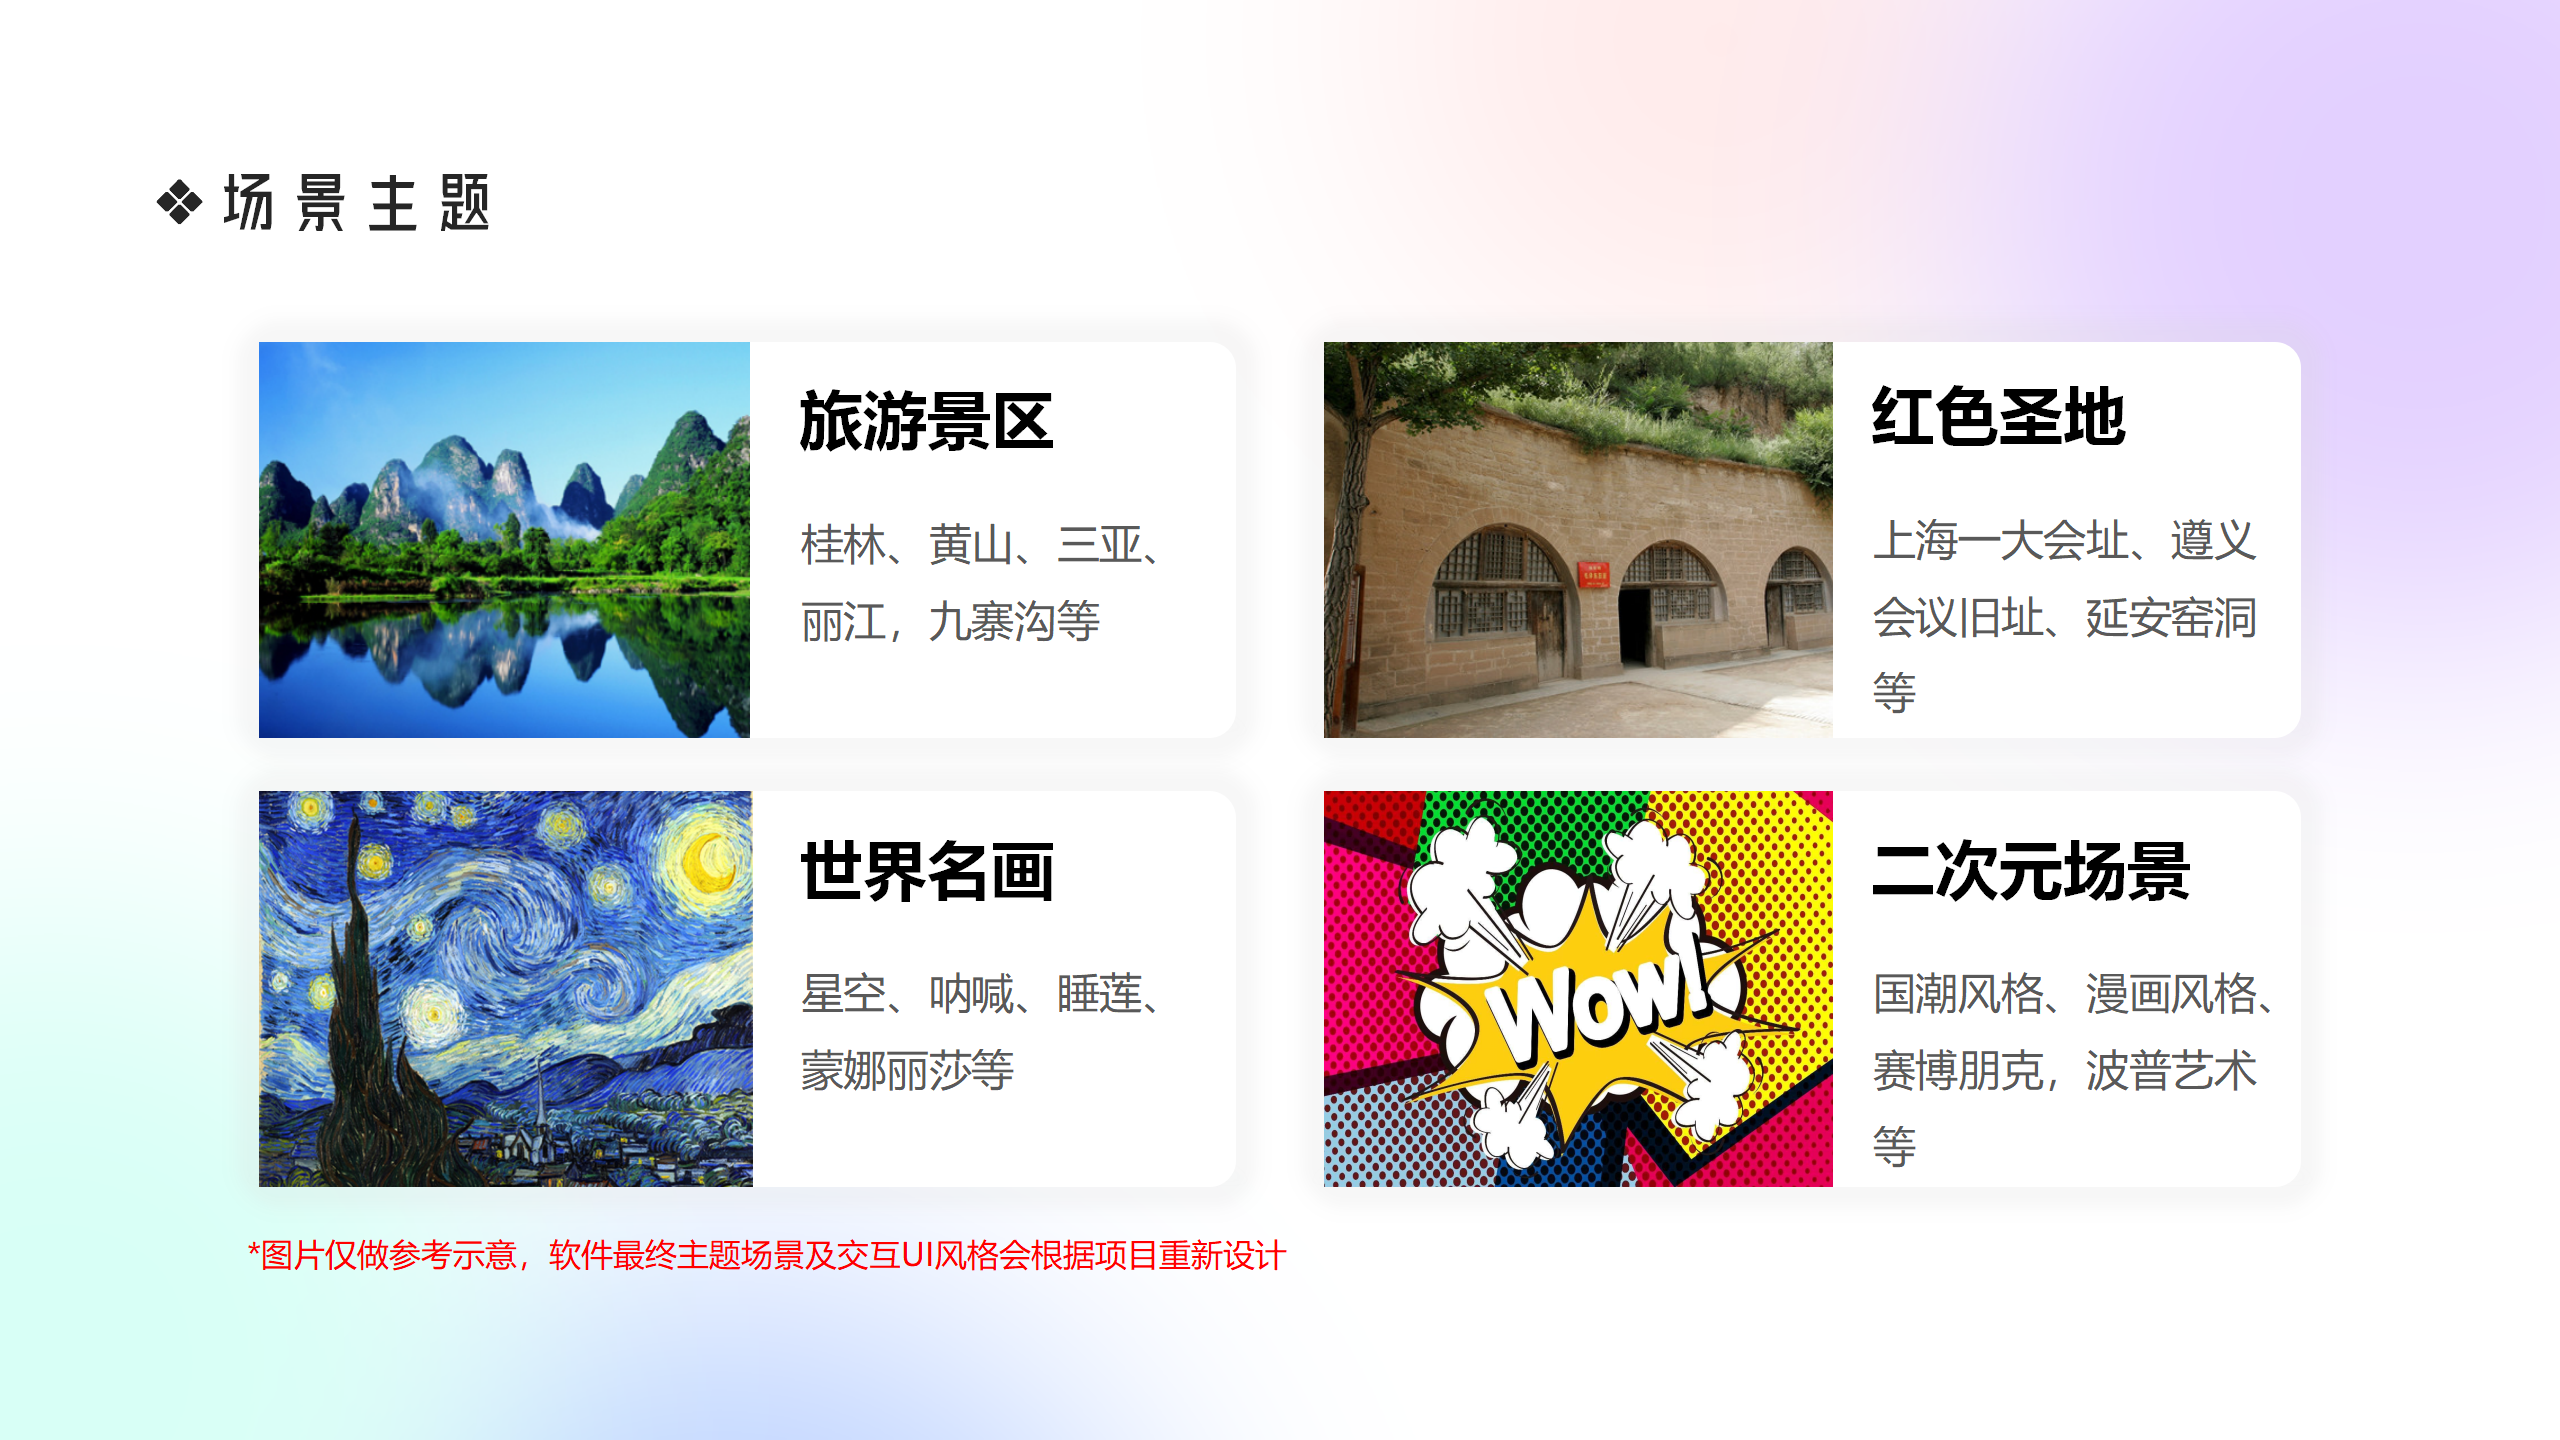 ❖场景主题
旅游景区
桂林、黄山、三亚、
丽江，九寨沟等
红色圣地
上海一大会址、遵义
会议旧址、延安窑洞
等
世界名画
星空、呐喊、睡莲、
蒙娜丽莎等
二次元场景
国潮风格、漫画风格、
赛博朋克，波普艺术
等
WOW!
*图片仅做参考示意，软件最终主题场景及交互UI风格会根据项目重新设计